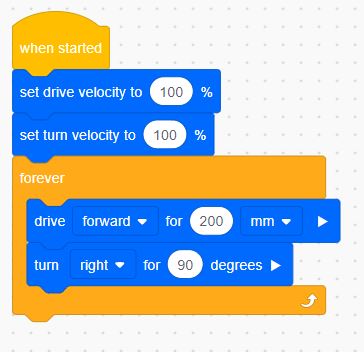 when started
set drive velocity to 100 %
set turn velocity to 100 %
forever
drive forward for 200 mm
turn right for 90 degrees